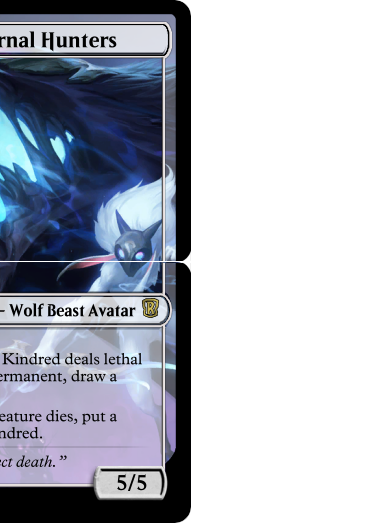 rnal Hunters
– Wolf Beast Avatar
Kindred deals lethal
ermanent, draw a
eature dies, put a
ndred.
ct death."
5/5